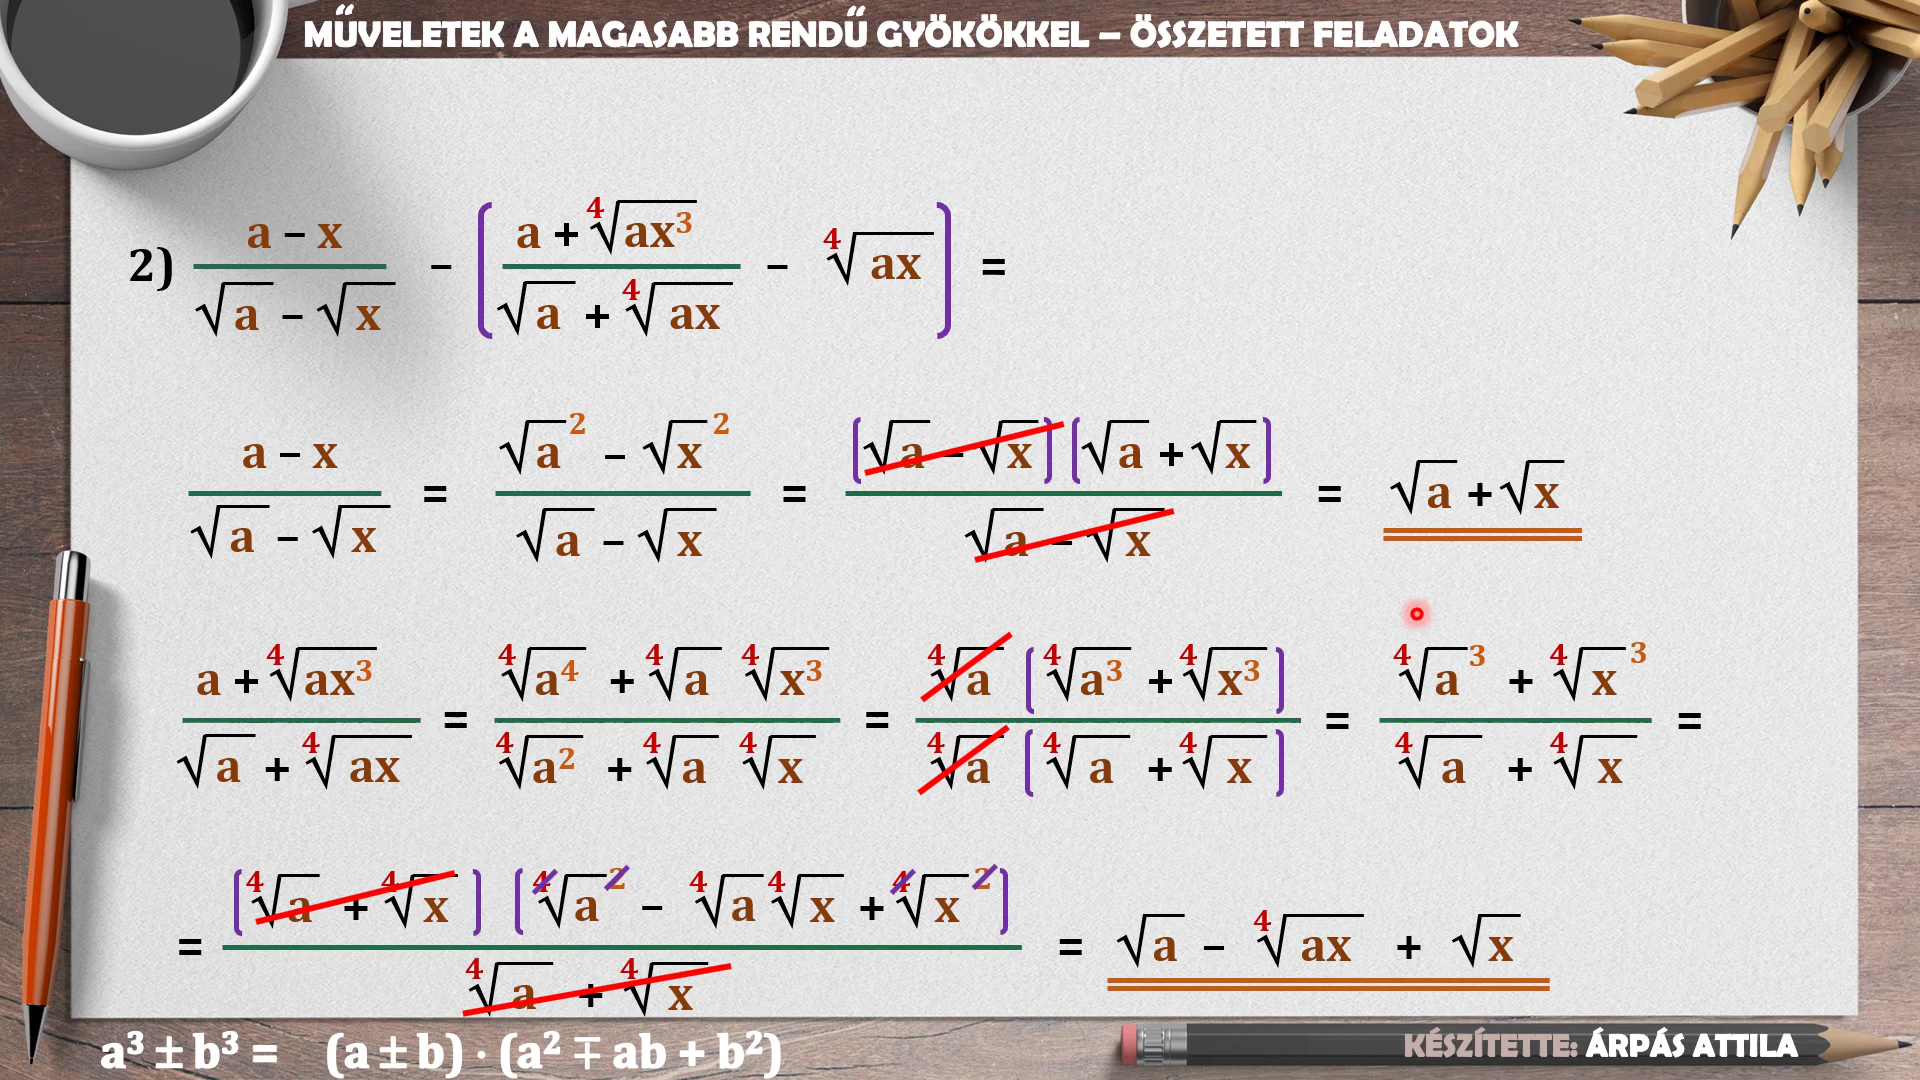 MŰVELETEK A MAGASABB RENDŰ GYÖKÖKKEL – ÖSSZETETT FELADATOK
2) (a − x)/(√a − √x) − [(a + ⁴√(ax³))/(√a + ⁴√(ax)) − ⁴√(ax)] =
(a − x)/(√a − √x) = (√a² − √x²)/(√a − √x) = [(√a − √x)(√a + √x)]/(√a − √x) = √a + √x
(a + ⁴√(ax³))/(√a + ⁴√(ax)) = (⁴√(a⁴) + ⁴√a ⁴√(x³))/(⁴√(a²) + ⁴√a ⁴√x) = [⁴√a (⁴√(a³) + ⁴√(x³))]/[⁴√a (⁴√a + ⁴√x)] = (⁴√a³ + ⁴√x³)/(⁴√a + ⁴√x) =
= [(⁴√a + ⁴√x)(⁴√a² − ⁴√a ⁴√x + ⁴√x²)]/(⁴√a + ⁴√x) = √a − ⁴√(ax) + √x
a³ ± b³ = (a ± b) · (a² ∓ ab + b²)
KÉSZÍTETTE: ÁRPÁS ATTILA